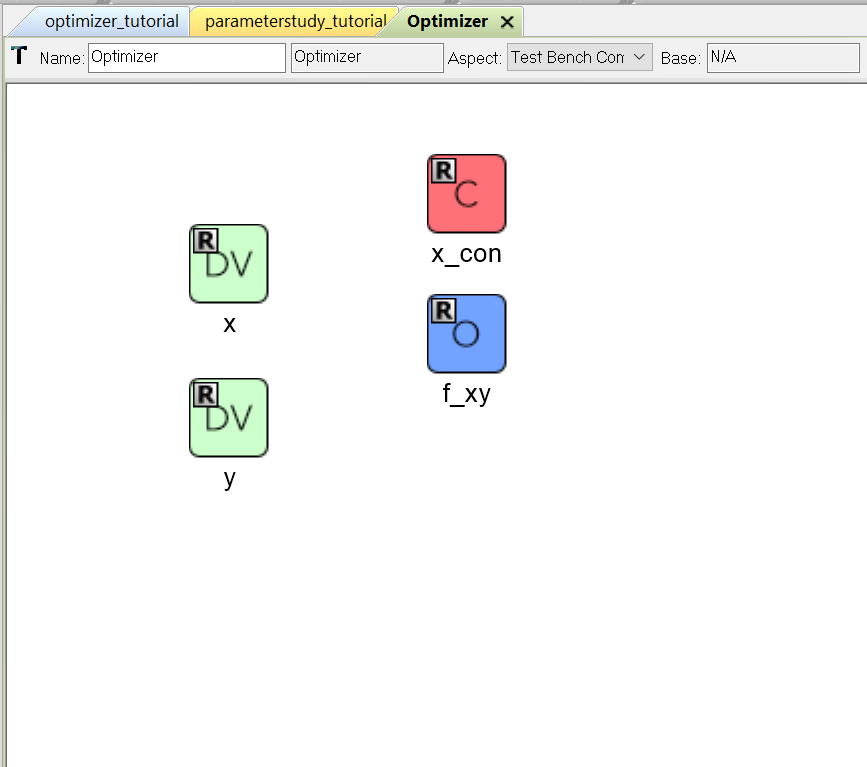 optimizer_tutorial parameterstudy_tutorial Optimizer
T Name: Optimizer Optimizer Aspect: Test Bench Con Base: N/A
R C
x_con
R DV
x
R O
f_xy
R DV
y